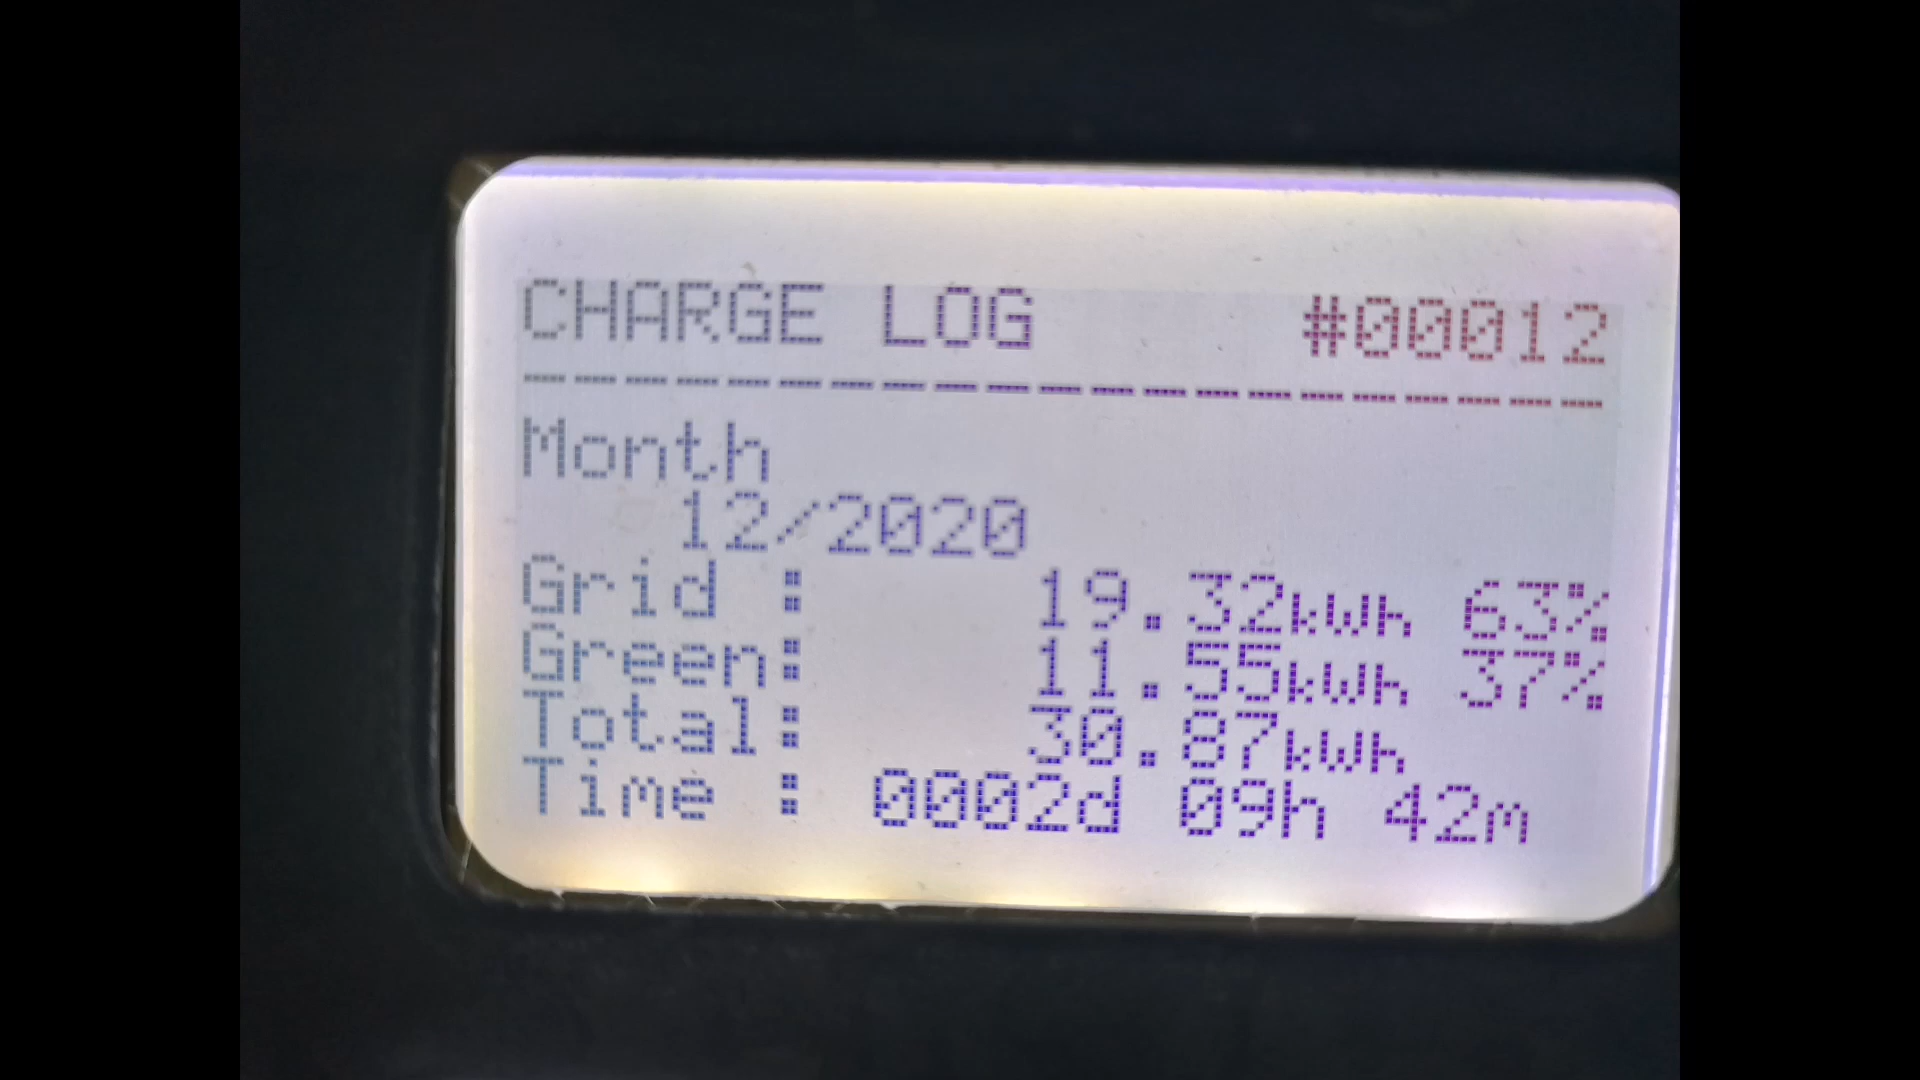 CHARGE LOG #00012
---------------------
Month
12/2020
Grid : 19.32kWh 63%
Green: 11.55kWh 37%
Total: 30.87kWh
Time : 0002d 09h 42m